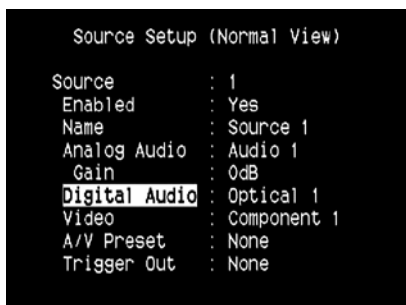 Source Setup (Normal View)
Source : 1
Enabled : Yes
Name : Source 1
Analog Audio : Audio 1
Gain : 0dB
Digital Audio : Optical 1
Video : Component 1
A/V Preset : None
Trigger Out : None